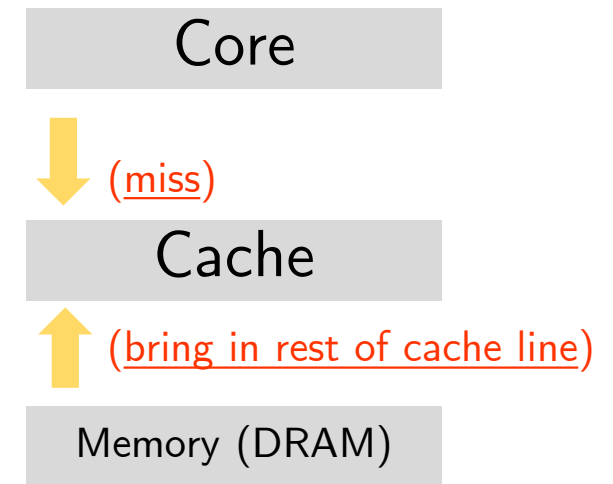 Core
(miss)
Cache
(bring in rest of cache line)
Memory (DRAM)